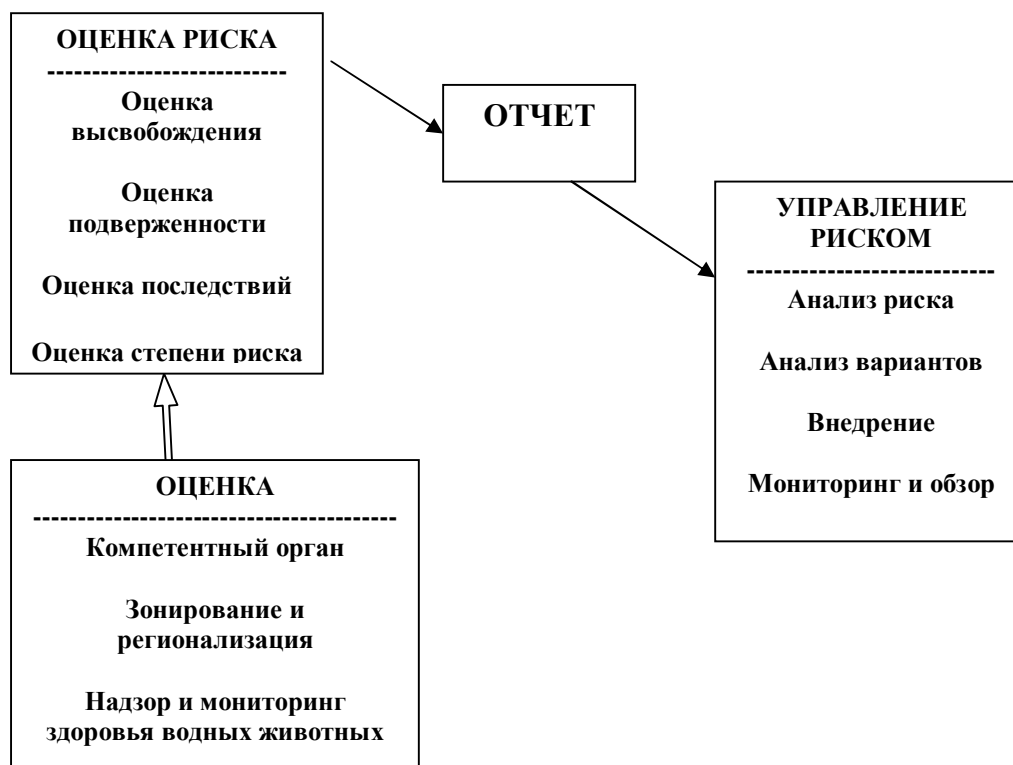 ОЦЕНКА РИСКА
---------------------------
Оценка
высвобождения
Оценка
подверженности
Оценка последствий
Оценка степени риска
ОТЧЕТ
УПРАВЛЕНИЕ
РИСКОМ
----------------------------
Анализ риска
Анализ вариантов
Внедрение
Мониторинг и обзор
ОЦЕНКА
-----------------------------------------
Компетентный орган
Зонирование и
регионализация
Надзор и мониторинг
здоровья водных животных